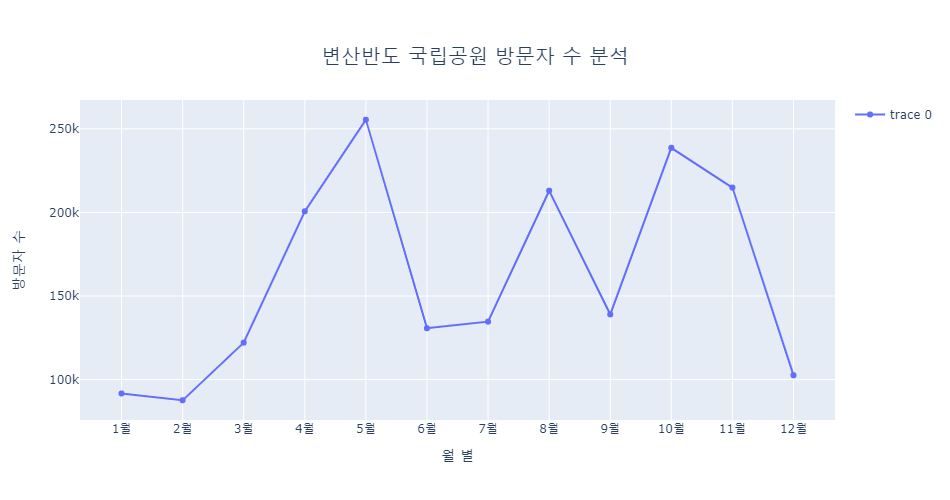 변산반도 국립공원 방문자 수 분석
trace 0
250k
200k
150k
100k
방문자 수
1월 2월 3월 4월 5월 6월 7월 8월 9월 10월 11월 12월
월 별